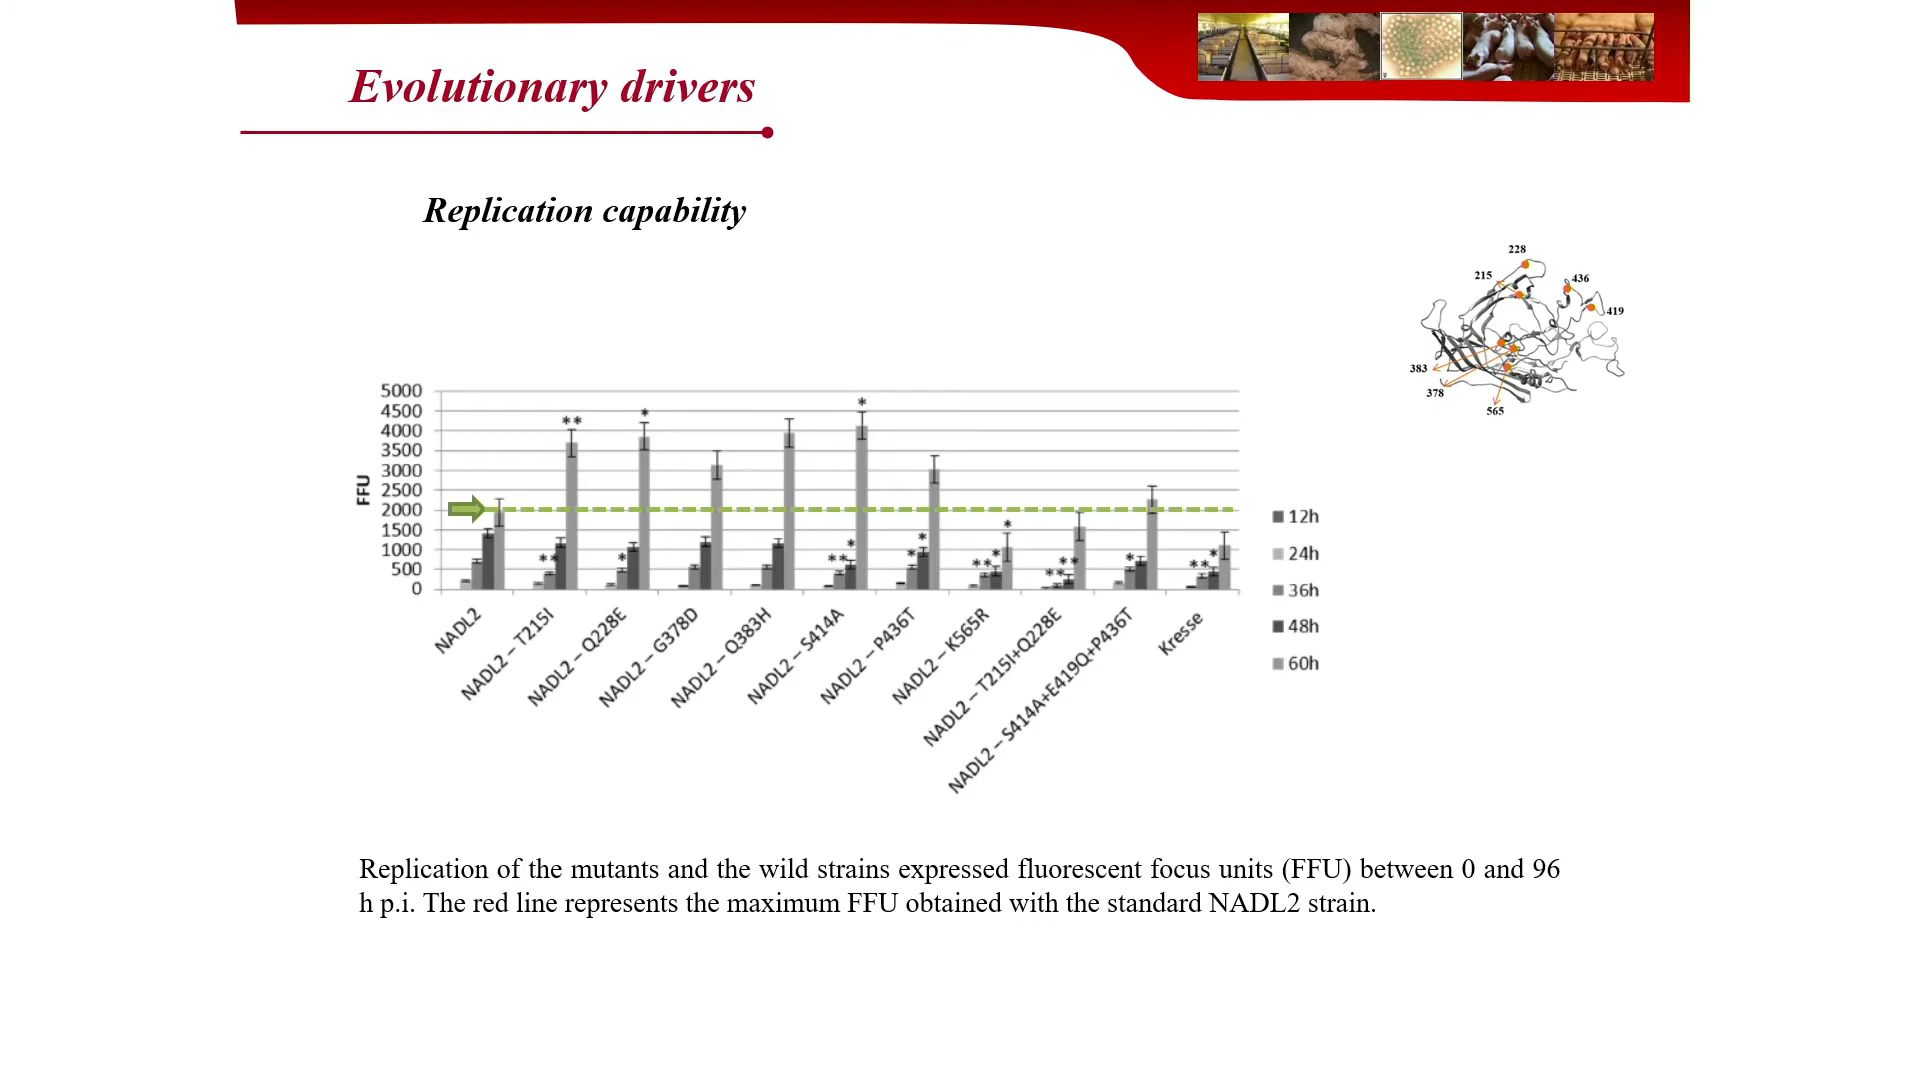 Evolutionary drivers
Replication capability
228
215
436
419
383
378
565
5000
4500
4000
3500
3000
2500
2000
1500
1000
500
0
FFU
** * * ** * ** * * * ** * * ** ** * ** *
12h
24h
36h
48h
60h
NADL2
NADL2 – T215I
NADL2 – Q228E
NADL2 – G378D
NADL2 – Q383H
NADL2 – S414A
NADL2 – P436T
NADL2 – K565R
NADL2 – T215I+Q228E
NADL2 – S414A+E419Q+P436T
Kresse
Replication of the mutants and the wild strains expressed fluorescent focus units (FFU) between 0 and 96
h p.i. The red line represents the maximum FFU obtained with the standard NADL2 strain.